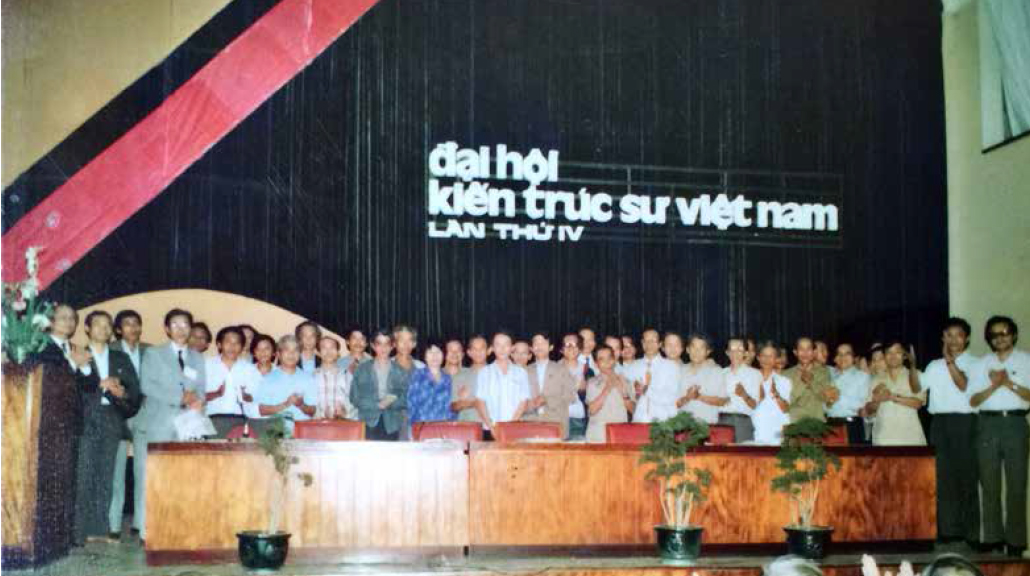 đại hội
kiến trúc sư việt nam
LẦN THỨ IV